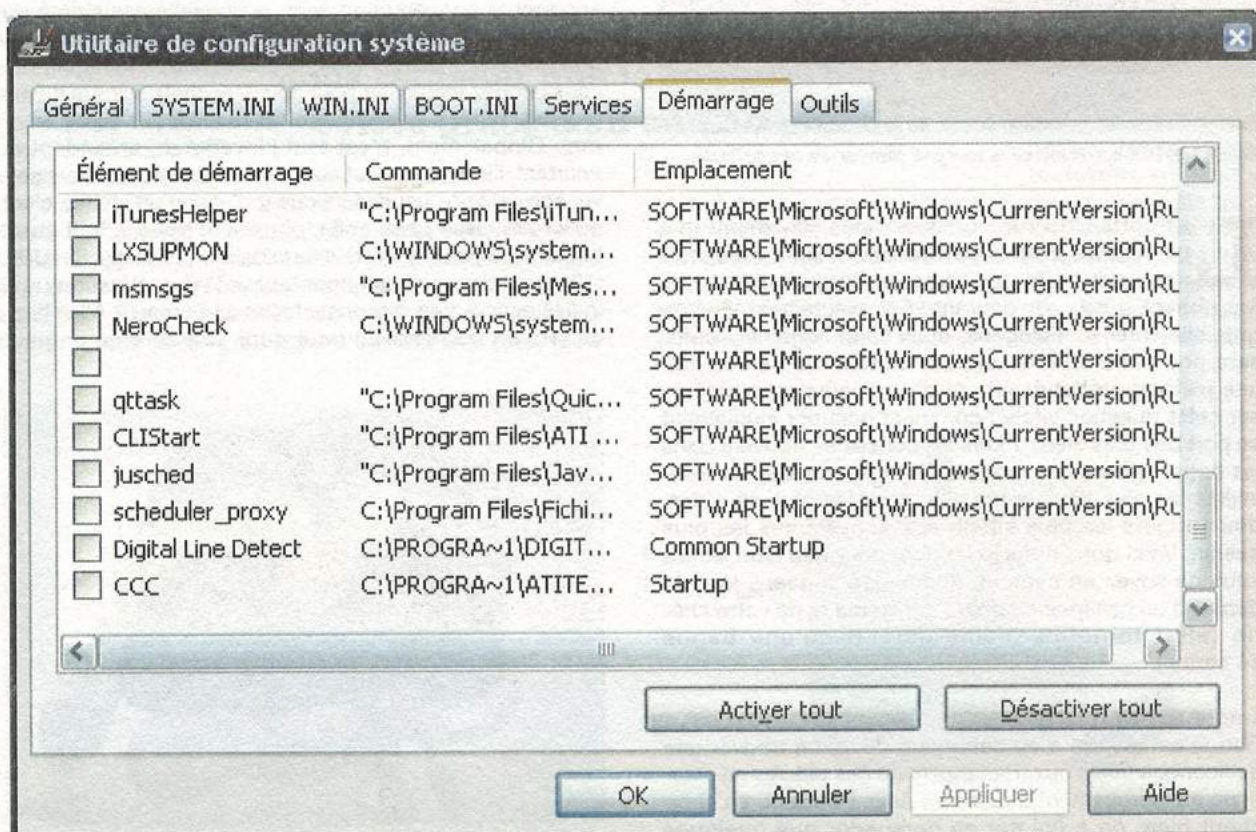 Utilitaire de configuration système
Général SYSTEM.INI WIN.INI BOOT.INI Services Démarrage Outils
Élément de démarrage Commande Emplacement
iTunesHelper "C:\Program Files\iTun... SOFTWARE\Microsoft\Windows\CurrentVersion\Ru
LXSUPMON C:\WINDOWS\system... SOFTWARE\Microsoft\Windows\CurrentVersion\Ru
msmsgs "C:\Program Files\Mes... SOFTWARE\Microsoft\Windows\CurrentVersion\Ru
NeroCheck C:\WINDOWS\system... SOFTWARE\Microsoft\Windows\CurrentVersion\Ru
SOFTWARE\Microsoft\Windows\CurrentVersion\Ru
qttask "C:\Program Files\Quic... SOFTWARE\Microsoft\Windows\CurrentVersion\Ru
CLIStart "C:\Program Files\ATI ... SOFTWARE\Microsoft\Windows\CurrentVersion\Ru
jusched "C:\Program Files\Jav... SOFTWARE\Microsoft\Windows\CurrentVersion\Ru
scheduler_proxy C:\Program Files\Fichi... SOFTWARE\Microsoft\Windows\CurrentVersion\Ru
Digital Line Detect C:\PROGRA~1\DIGIT... Common Startup
CCC C:\PROGRA~1\ATITE... Startup
Activer tout Désactiver tout
OK Annuler Appliquer Aide